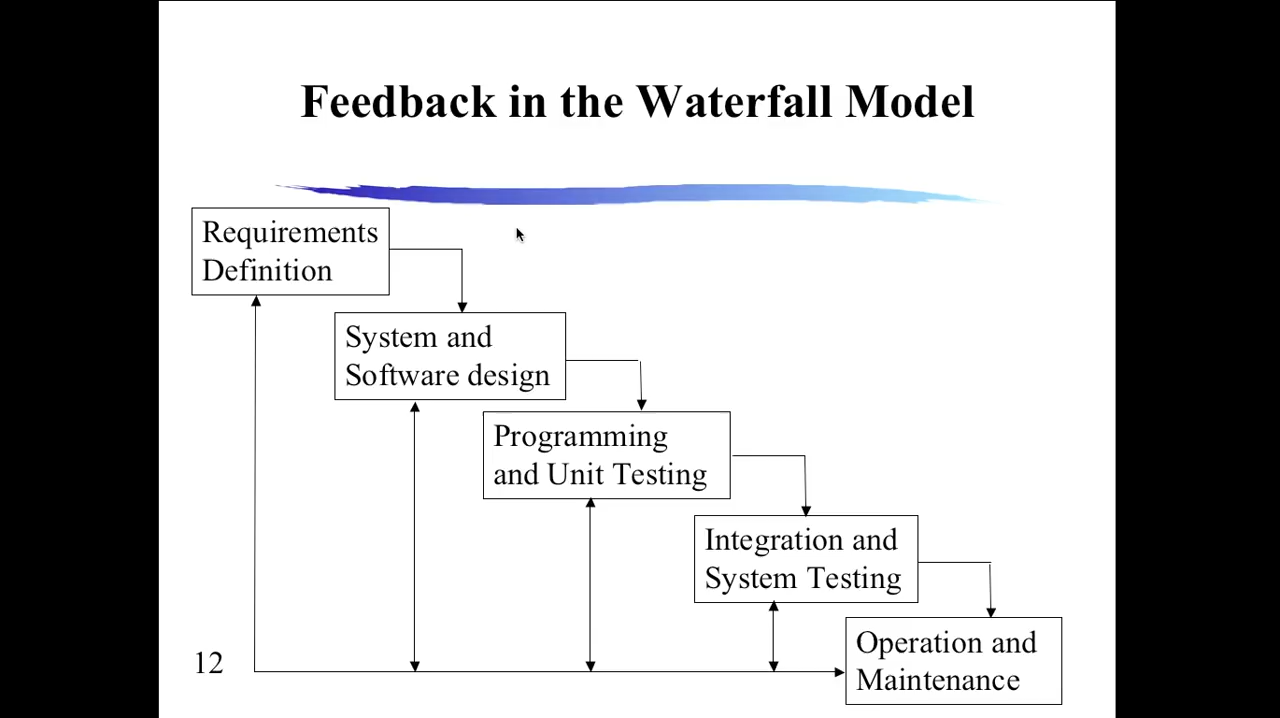 Feedback in the Waterfall Model
Requirements
Definition
System and
Software design
Programming
and Unit Testing
Integration and
System Testing
Operation and
Maintenance
12